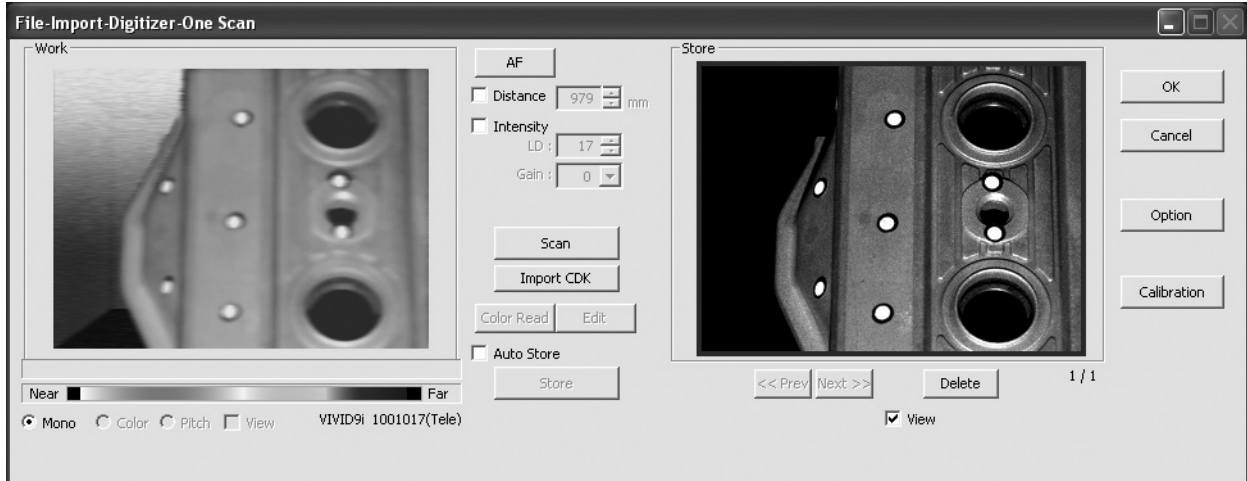 File-Import-Digitizer-One Scan
Work
AF
Distance 979 mm
Intensity
LD : 17
Gain : 0
Scan
Import CDK
Color Read Edit
Auto Store
Store
Near Far
Mono Color Pitch View VIVID9i 1001017(Tele)
Store
<< Prev Next >> Delete 1 / 1
View
OK
Cancel
Option
Calibration